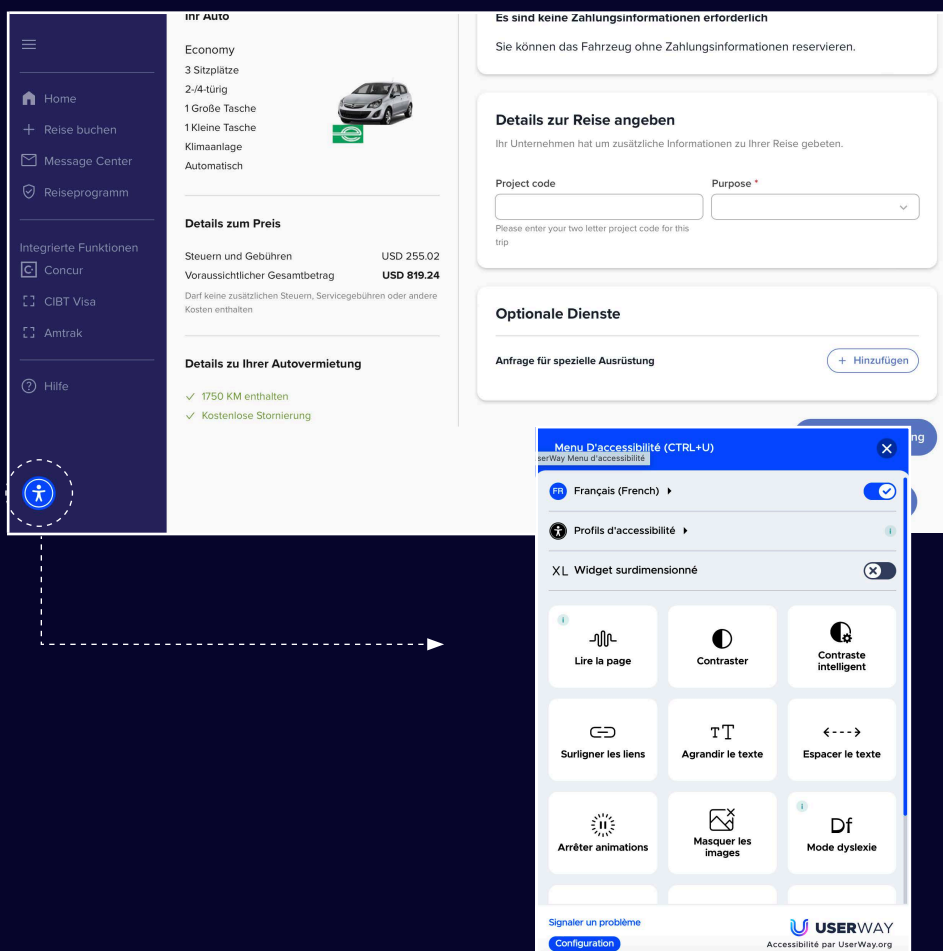 Home
Reise buchen
Message Center
Reiseprogramm
Integrierte Funktionen
Concur
CIBT Visa
Amtrak
Hilfe
Ihr Auto
Economy
3 Sitzplätze
2-/4-türig
1 Große Tasche
1 Kleine Tasche
Klimaanlage
Automatisch
Details zum Preis
Steuern und Gebühren USD 255.02
Voraussichtlicher Gesamtbetrag USD 819.24
Darf keine zusätzlichen Steuern, Servicegebühren oder andere
Kosten enthalten
Details zu Ihrer Autovermietung
1750 KM enthalten
Kostenlose Stornierung
Es sind keine Zahlungsinformationen erforderlich
Sie können das Fahrzeug ohne Zahlungsinformationen reservieren.
Details zur Reise angeben
Ihr Unternehmen hat um zusätzliche Informationen zu Ihrer Reise gebeten.
Project code Purpose *
Please enter your two letter project code for this
trip
Optionale Dienste
Anfrage für spezielle Ausrüstung + Hinzufügen
ng
Menu D'accessibilité (CTRL+U)
serWay Menu d'accessibilité
FR Français (French)
Profils d'accessibilité
XL Widget surdimensionné
Lire la page
Contraster
Contraste
intelligent
Surligner les liens
Agrandir le texte
Espacer le texte
Arrêter animations
Masquer les
images
Df
Mode dyslexie
Signaler un problème
Configuration
USERWAY
Accessibilité par UserWay.org